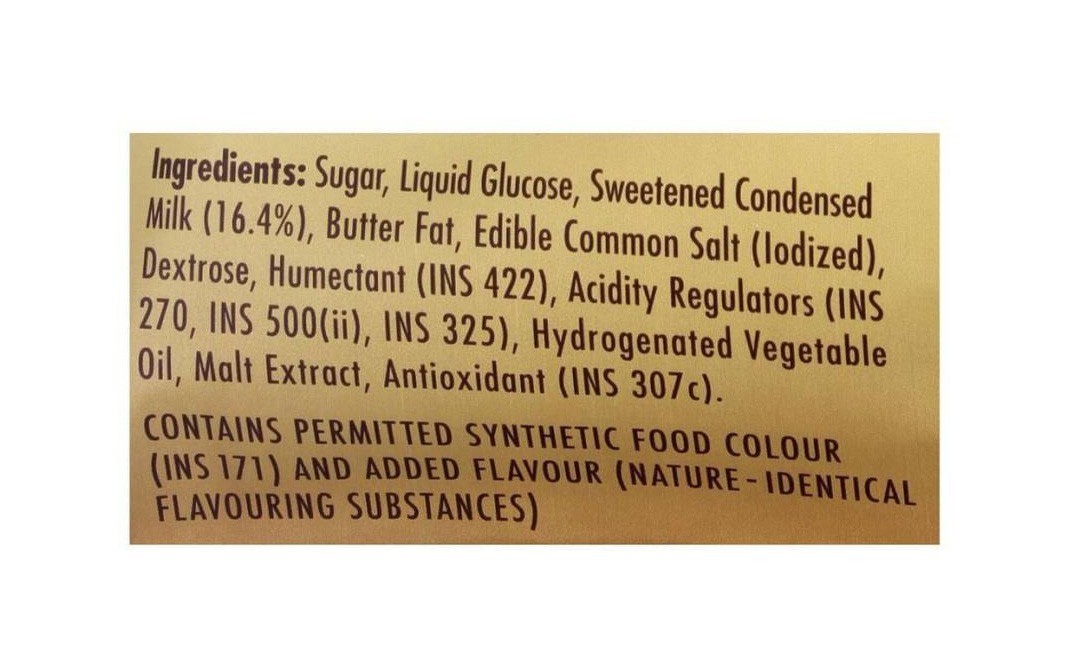 Ingredients: Sugar, Liquid Glucose, Sweetened Condensed
Milk (16.4%), Butter Fat, Edible Common Salt (Iodized),
Dextrose, Humectant (INS 422), Acidity Regulators (INS
270, INS 500(ii), INS 325), Hydrogenated Vegetable
Oil, Malt Extract, Antioxidant (INS 307c).
CONTAINS PERMITTED SYNTHETIC FOOD COLOUR
(INS 171) AND ADDED FLAVOUR (NATURE-IDENTICAL
FLAVOURING SUBSTANCES)